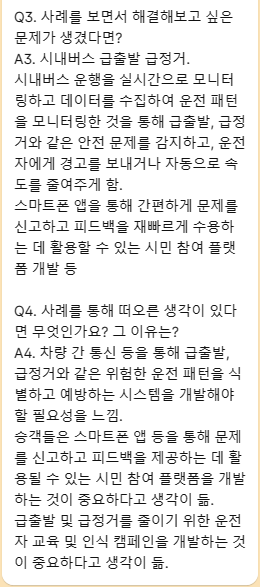 Q3. 사례를 보면서 해결해보고 싶은
문제가 생겼다면?
A3. 시내버스 급출발 급정거.
시내버스 운행을 실시간으로 모니터
링하고 데이터를 수집하여 운전 패턴
을 모니터링한 것을 통해 급출발, 급정
거와 같은 안전 문제를 감지하고, 운전
자에게 경고를 보내거나 자동으로 속
도를 줄여주게 함.
스마트폰 앱을 통해 간편하게 문제를
신고하고 피드백을 재빠르게 수용하
는 데 활용할 수 있는 시민 참여 플랫
폼 개발 등
Q4. 사례를 통해 떠오른 생각이 있다
면 무엇인가요? 그 이유는?
A4. 차량 간 통신 등을 통해 급출발,
급정거와 같은 위험한 운전 패턴을 식
별하고 예방하는 시스템을 개발해야
할 필요성을 느낌.
승객들은 스마트폰 앱 등을 통해 문제
를 신고하고 피드백을 제공하는 데 활
용될 수 있는 시민 참여 플랫폼을 개발
하는 것이 중요하다고 생각이 듦.
급출발 및 급정거를 줄이기 위한 운전
자 교육 및 인식 캠페인을 개발하는 것
이 중요하다고 생각이 듦.